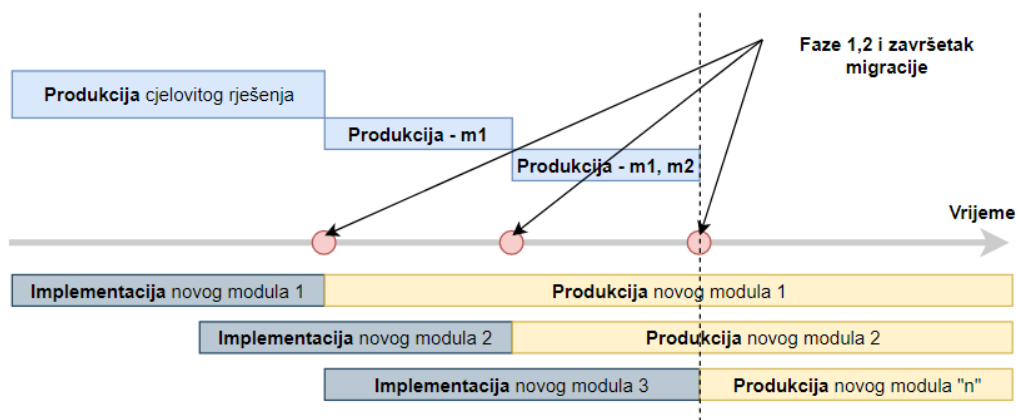 Faze 1,2 i završetak
migracije
Produkcija cjelovitog rješenja
Produkcija - m1
Produkcija - m1, m2
Vrijeme
Implementacija novog modula 1
Produkcija novog modula 1
Implementacija novog modula 2
Produkcija novog modula 2
Implementacija novog modula 3
Produkcija novog modula "n"